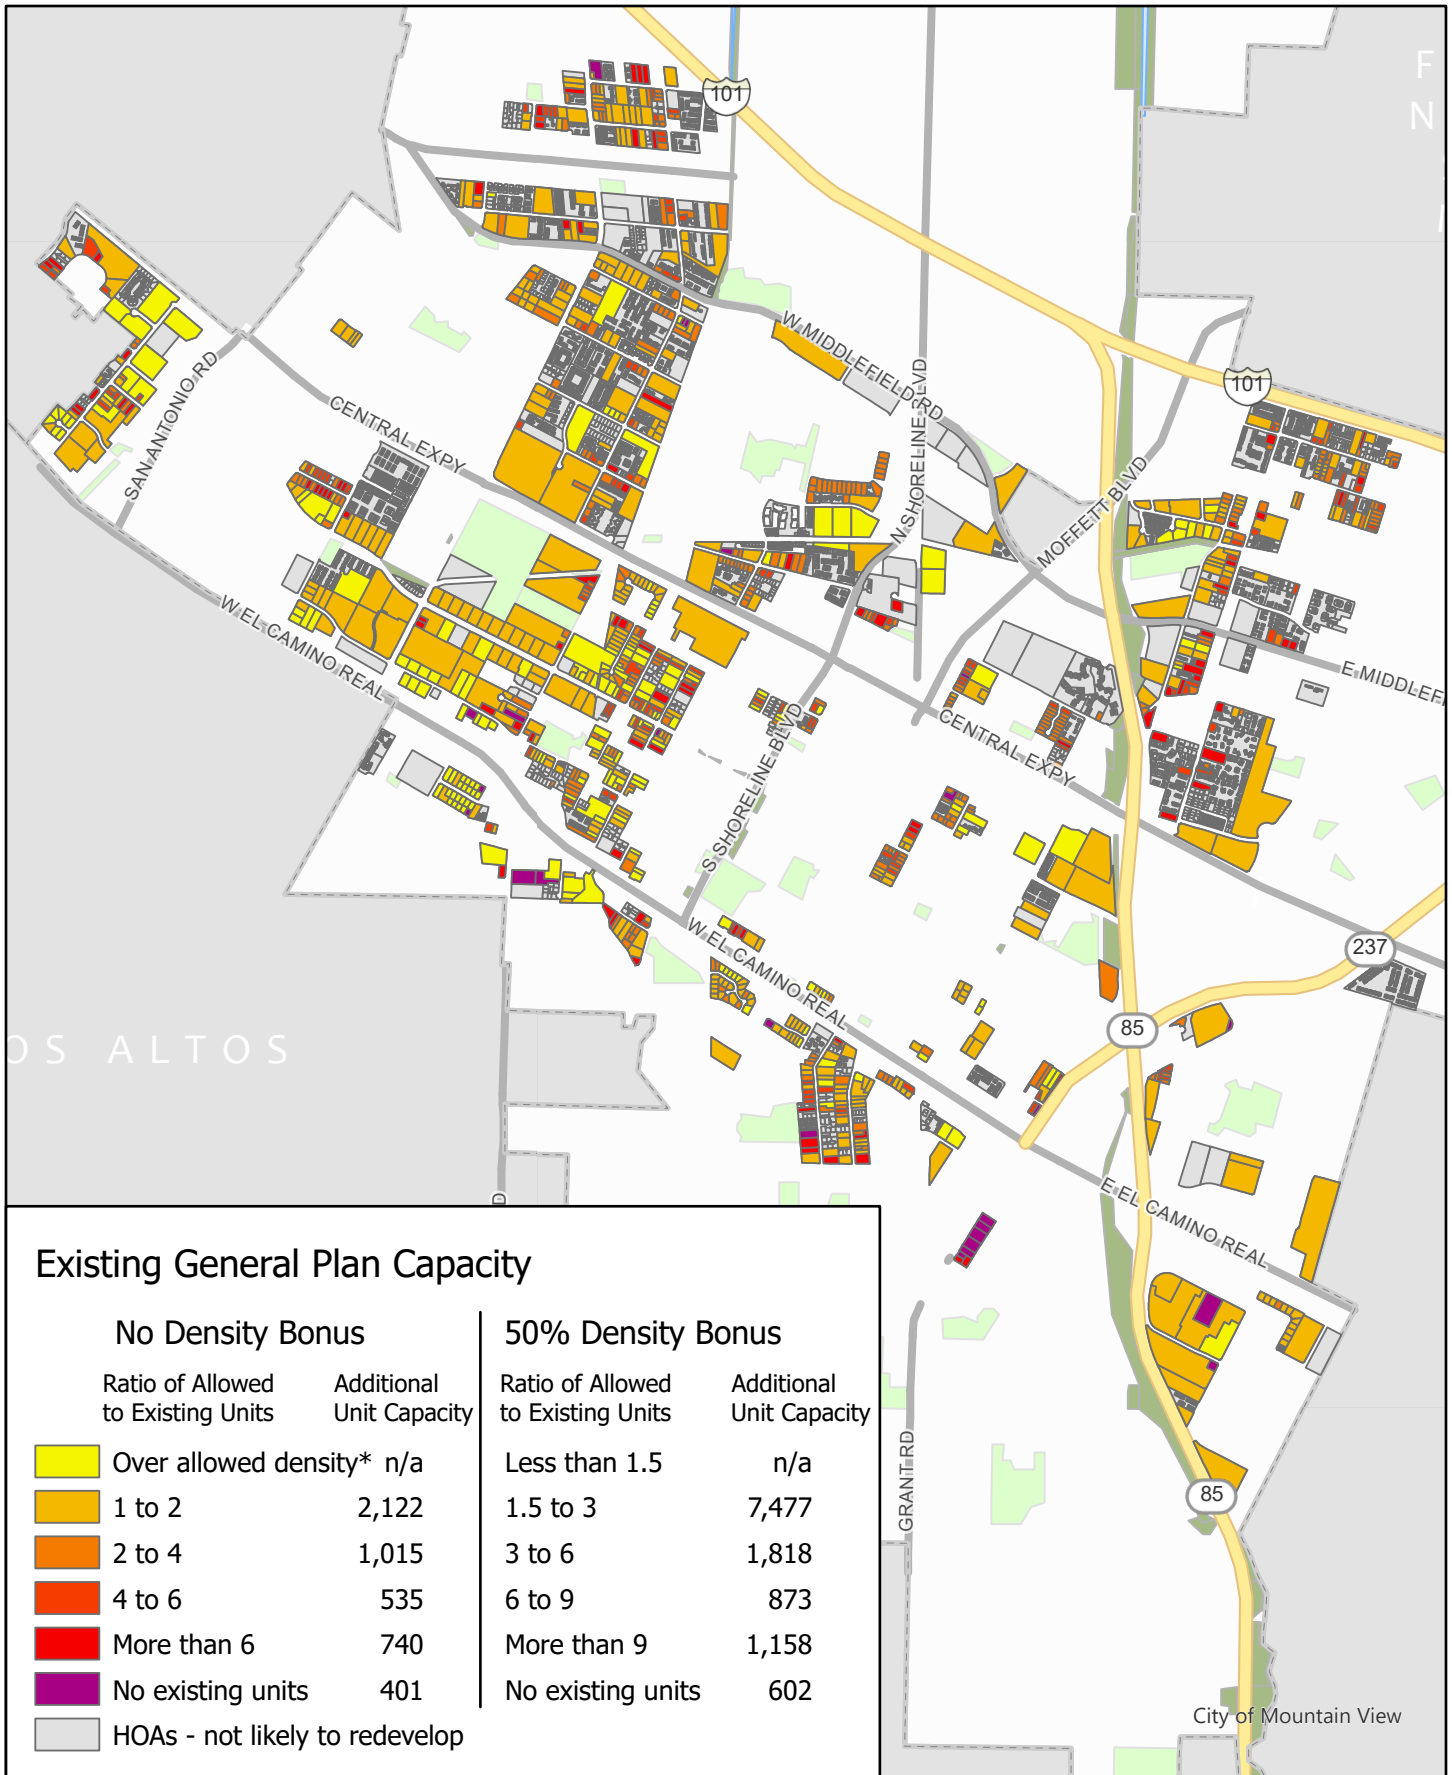 F
N
101
W MIDDLEFIELD RD
N SHORELINE BLVD
101
SAN ANTONIO RD
CENTRAL EXPY
MOFFETT BLVD
W EL CAMINO REAL
E MIDDLEF
CENTRAL EXPY
S SHORELINE BLVD
W EL CAMINO REAL
237
85
OS ALTOS
E EL CAMINO REAL
D
GRANT RD
85
City of Mountain View
Existing General Plan Capacity
No Density Bonus
50% Density Bonus
Ratio of Allowed to Existing Units
Additional Unit Capacity
Ratio of Allowed to Existing Units
Additional Unit Capacity
Over allowed density* n/a Less than 1.5 n/a
1 to 2 2,122 1.5 to 3 7,477
2 to 4 1,015 3 to 6 1,818
4 to 6 535 6 to 9 873
More than 6 740 More than 9 1,158
No existing units 401 No existing units 602
HOAs - not likely to redevelop